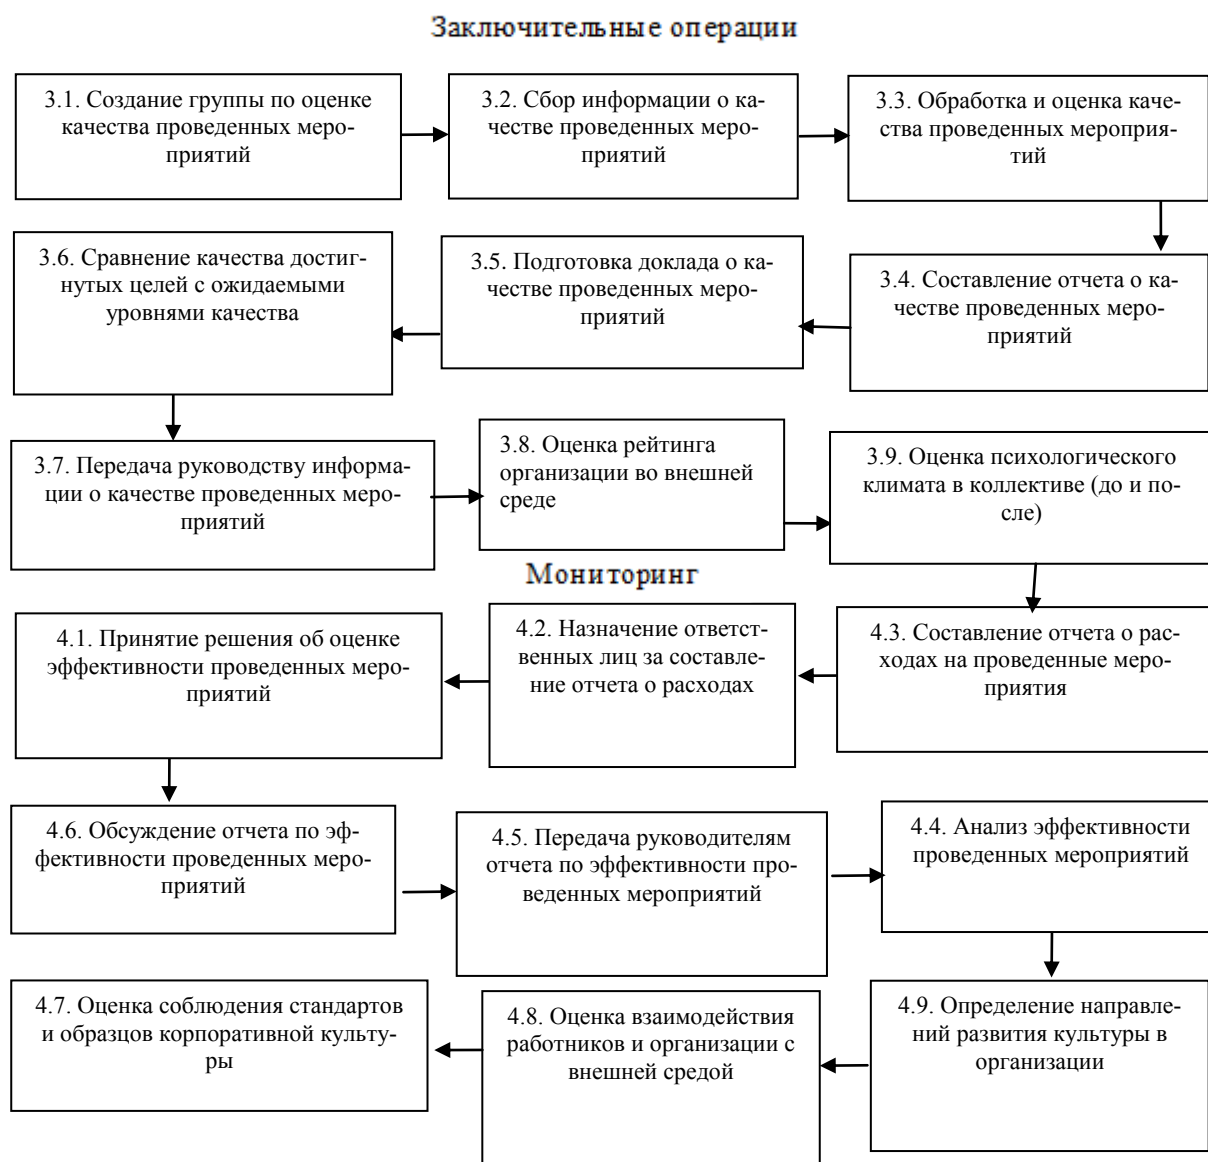 Заключительные операции
3.1. Создание группы по оценке
качества проведенных меро-
приятий
3.2. Сбор информации о ка-
честве проведенных меро-
приятий
3.3. Обработка и оценка каче-
ства проведенных мероприя-
тий
3.6. Сравнение качества достиг-
нутых целей с ожидаемыми
уровнями качества
3.5. Подготовка доклада о ка-
честве проведенных меро-
приятий
3.4. Составление отчета о ка-
честве проведенных меро-
приятий
3.7. Передача руководству информа-
ции о качестве проведенных меро-
приятий
3.8. Оценка рейтинга
организации во внешней
среде
3.9. Оценка психологического
климата в коллективе (до и по-
сле)
Мониторинг
4.1. Принятие решения об оценке
эффективности проведенных меро-
приятий
4.2. Назначение ответст-
венных лиц за составле-
ние отчета о расходах
4.3. Составление отчета о рас-
ходах на проведенные меро-
приятия
4.6. Обсуждение отчета по эф-
фективности проведенных меро-
приятий
4.5. Передача руководителям
отчета по эффективности про-
веденных мероприятий
4.4. Анализ эффективности
проведенных мероприятий
4.7. Оценка соблюдения стандартов
и образцов корпоративной культу-
ры
4.8. Оценка взаимодействия
работников и организации с
внешней средой
4.9. Определение направле-
ний развития культуры в
организации